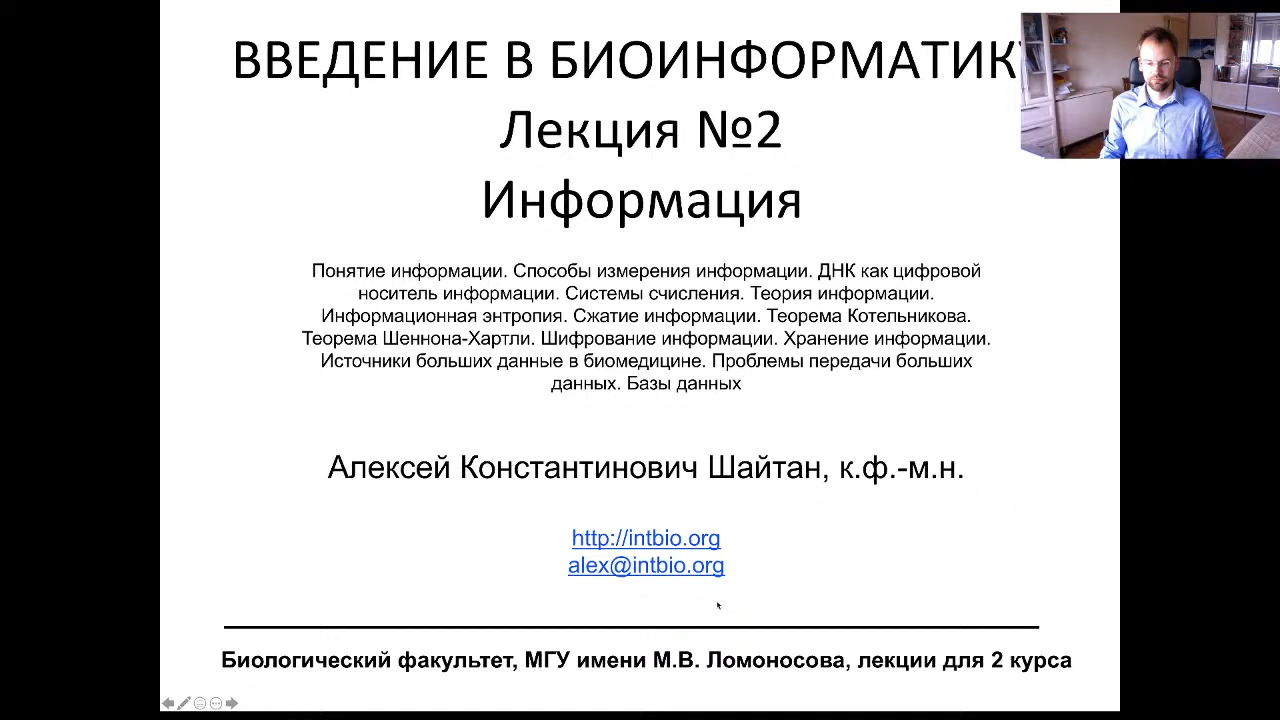 ВВЕДЕНИЕ В БИОИНФОРМАТИКУ
Лекция №2
Информация
Понятие информации. Способы измерения информации. ДНК как цифровой
носитель информации. Системы счисления. Теория информации.
Информационная энтропия. Сжатие информации. Теорема Котельникова.
Теорема Шеннона-Хартли. Шифрование информации. Хранение информации.
Источники больших данные в биомедицине. Проблемы передачи больших
данных. Базы данных
Алексей Константинович Шайтан, к.ф.-м.н.
http://intbio.org
alex@intbio.org
Биологический факультет, МГУ имени М.В. Ломоносова, лекции для 2 курса